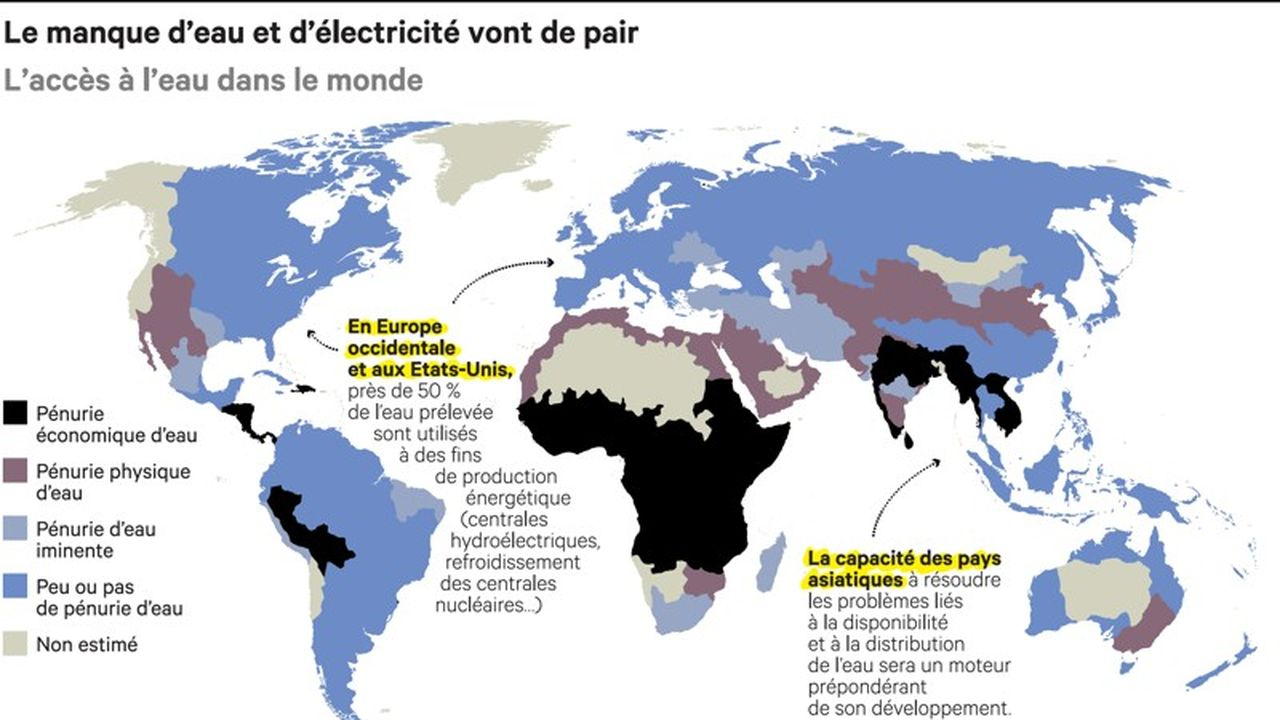 Le manque d’eau et d’électricité vont de pair
L’accès à l’eau dans le monde
En Europe
occidentale
et aux Etats-Unis,
près de 50 %
de l’eau prélevée
sont utilisés
à des fins
de production
énergétique
(centrales
hydroélectriques,
refroidissement
des centrales
nucléaires...)
Pénurie
économique d’eau
Pénurie physique
d’eau
Pénurie d’eau
iminente
Peu ou pas
de pénurie d’eau
Non estimé
La capacité des pays
asiatiques à résoudre
les problèmes liés
à la disponibilité
et à la distribution
de l’eau sera un moteur
prépondérant
de son développement.